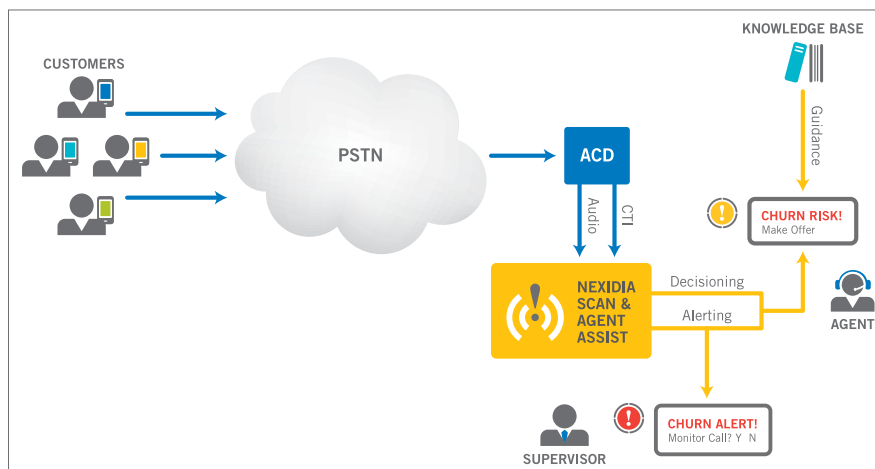 KNOWLEDGE BASE
CUSTOMERS
PSTN
ACD
Guidance
Audio
CTI
CHURN RISK!
Make Offer
NEXIDIA
SCAN &
AGENT
ASSIST
Decisioning
Alerting
AGENT
CHURN ALERT!
Monitor Call? Y N
SUPERVISOR